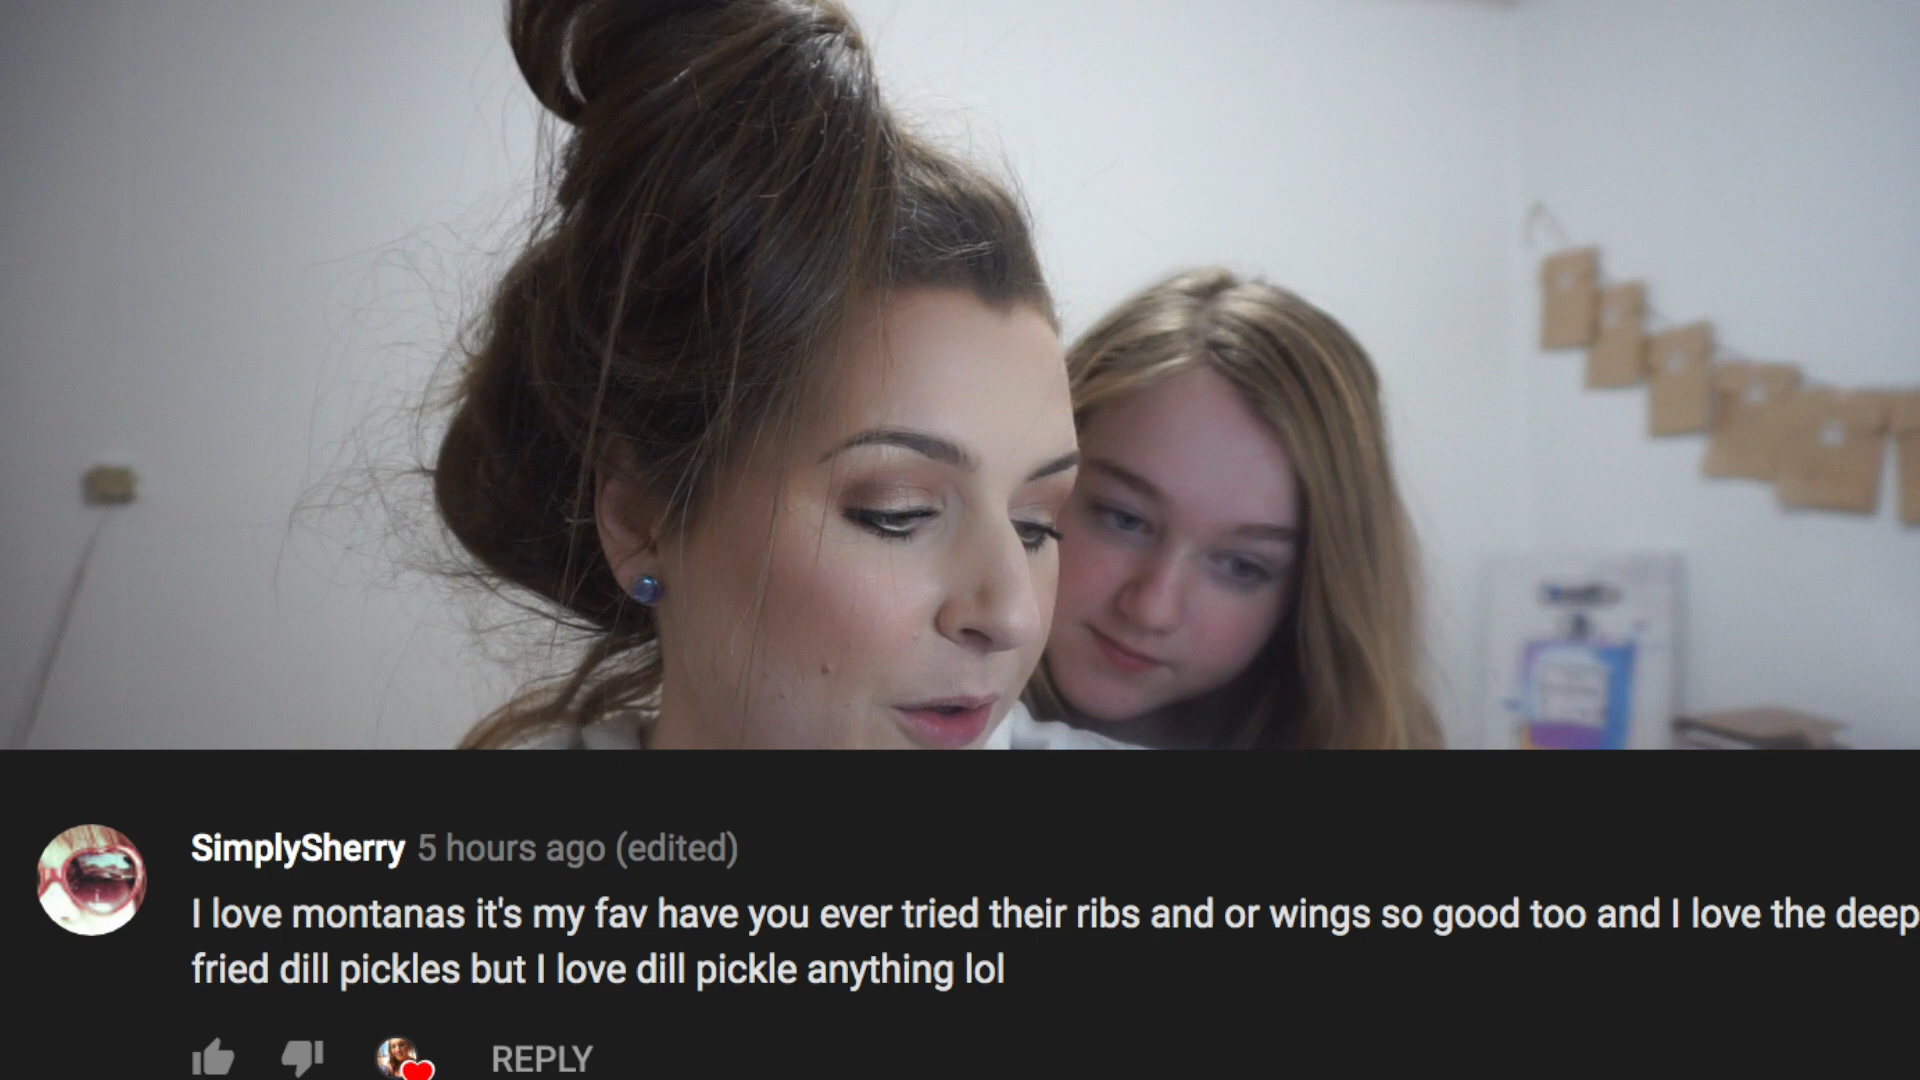 SimplySherry 5 hours ago (edited)
I love montanas it's my fav have you ever tried their ribs and or wings so good too and I love the deep
fried dill pickles but I love dill pickle anything lol
REPLY